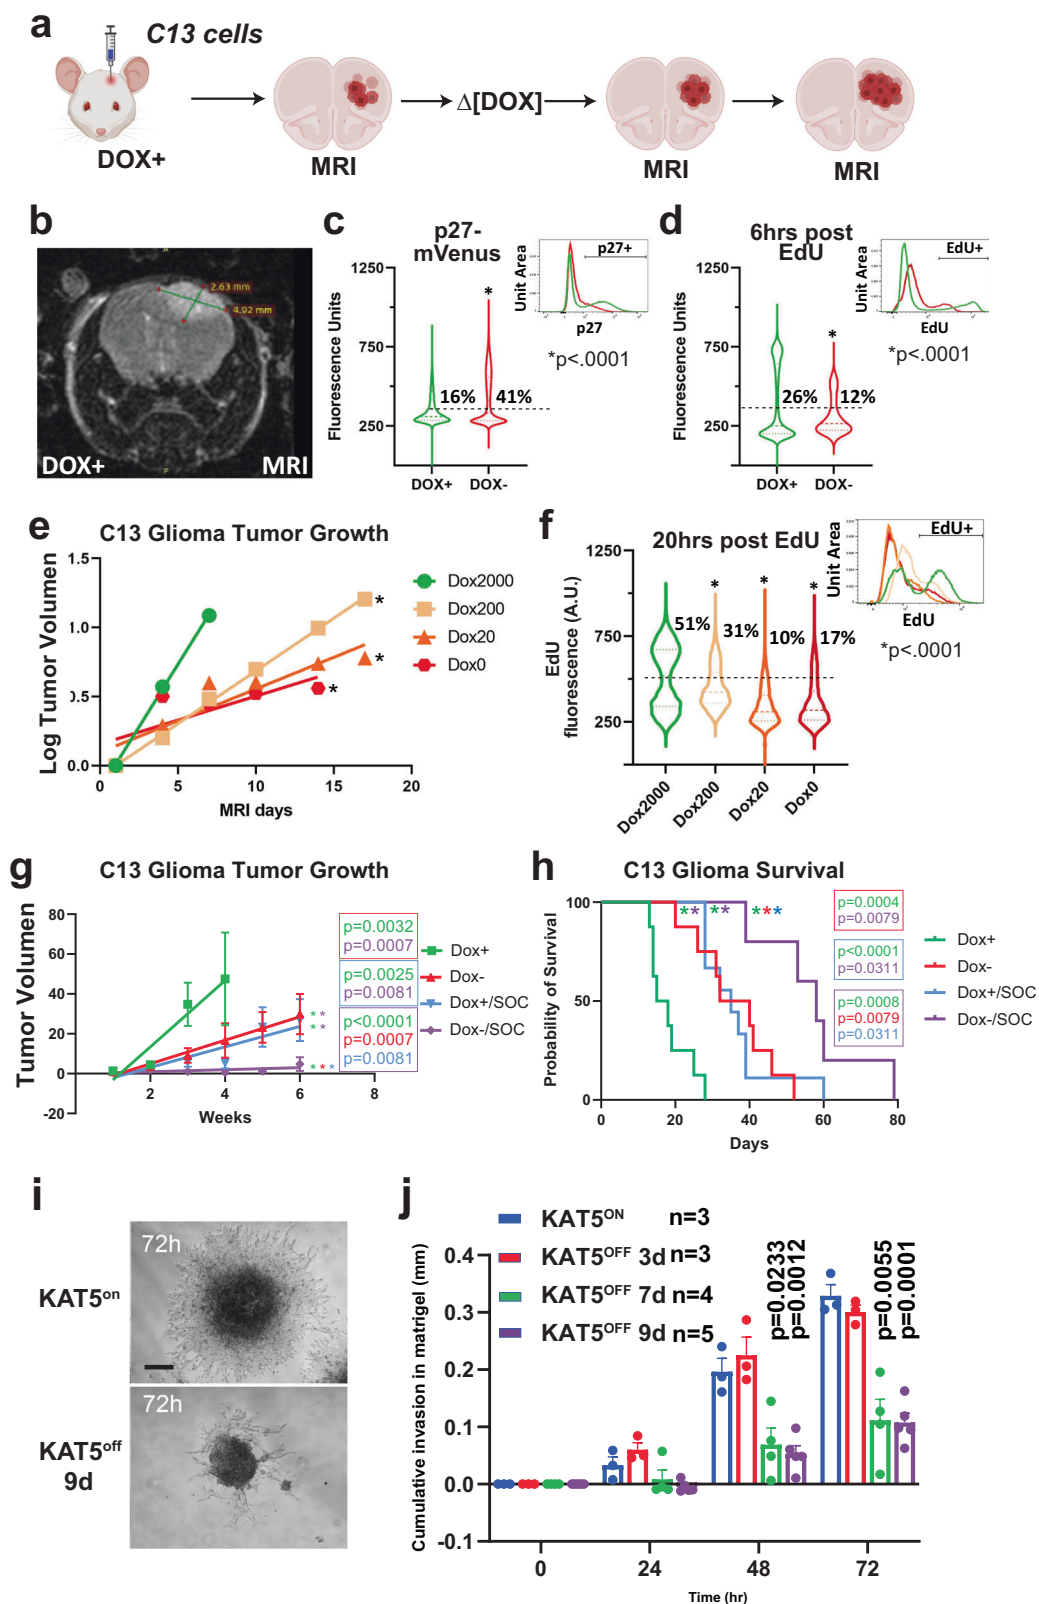 a
C13 cells
DOX+
MRI
Δ[DOX]
MRI
MRI
b
A
2.63 mm
4.92 mm
P
DOX+
MRI
c
p27-
mVenus
Fluorescence Units
1250
750
250
*
16%
41%
DOX+
DOX-
Unit Area
p27+
p27
*p<.0001
d
6hrs post
EdU
Fluorescence Units
1250
750
250
*
26%
12%
DOX+
DOX-
Unit Area
EdU+
EdU
*p<.0001
e
C13 Glioma Tumor Growth
Log Tumor Volumen
1.5
1.0
0.5
0.0
0
5
10
15
20
MRI days
*
*
*
Dox2000
Dox200
Dox20
Dox0
f
20hrs post EdU
EdU
fluorescence (A.U.)
1250
750
250
*
*
*
51%
31%
10%
17%
Dox2000
Dox200
Dox20
Dox0
Unit Area
EdU+
EdU
*p<.0001
g
C13 Glioma Tumor Growth
Tumor Volumen
80
60
40
20
0
-20
2
4
6
8
Weeks
**
**
***
p=0.0032
p=0.0007
p=0.0025
p=0.0081
p<0.0001
p=0.0007
p=0.0081
Dox+
Dox-
Dox+/SOC
Dox-/SOC
h
C13 Glioma Survival
Probability of Survival
100
50
0
0
20
40
60
80
Days
**
**
***
p=0.0004
p=0.0079
p<0.0001
p=0.0311
p=0.0008
p=0.0079
p=0.0311
Dox+
Dox-
Dox+/SOC
Dox-/SOC
i
KAT5on
72h
KAT5off
9d
72h
j
KAT5ON n=3
KAT5OFF 3d n=3
KAT5OFF 7d n=4
KAT5OFF 9d n=5
Cumulative invasion in matrigel (mm)
0.4
0.3
0.2
0.1
0.0
-0.1
p=0.0233
p=0.0012
p=0.0055
p=0.0001
0
24
48
72
Time (hr)